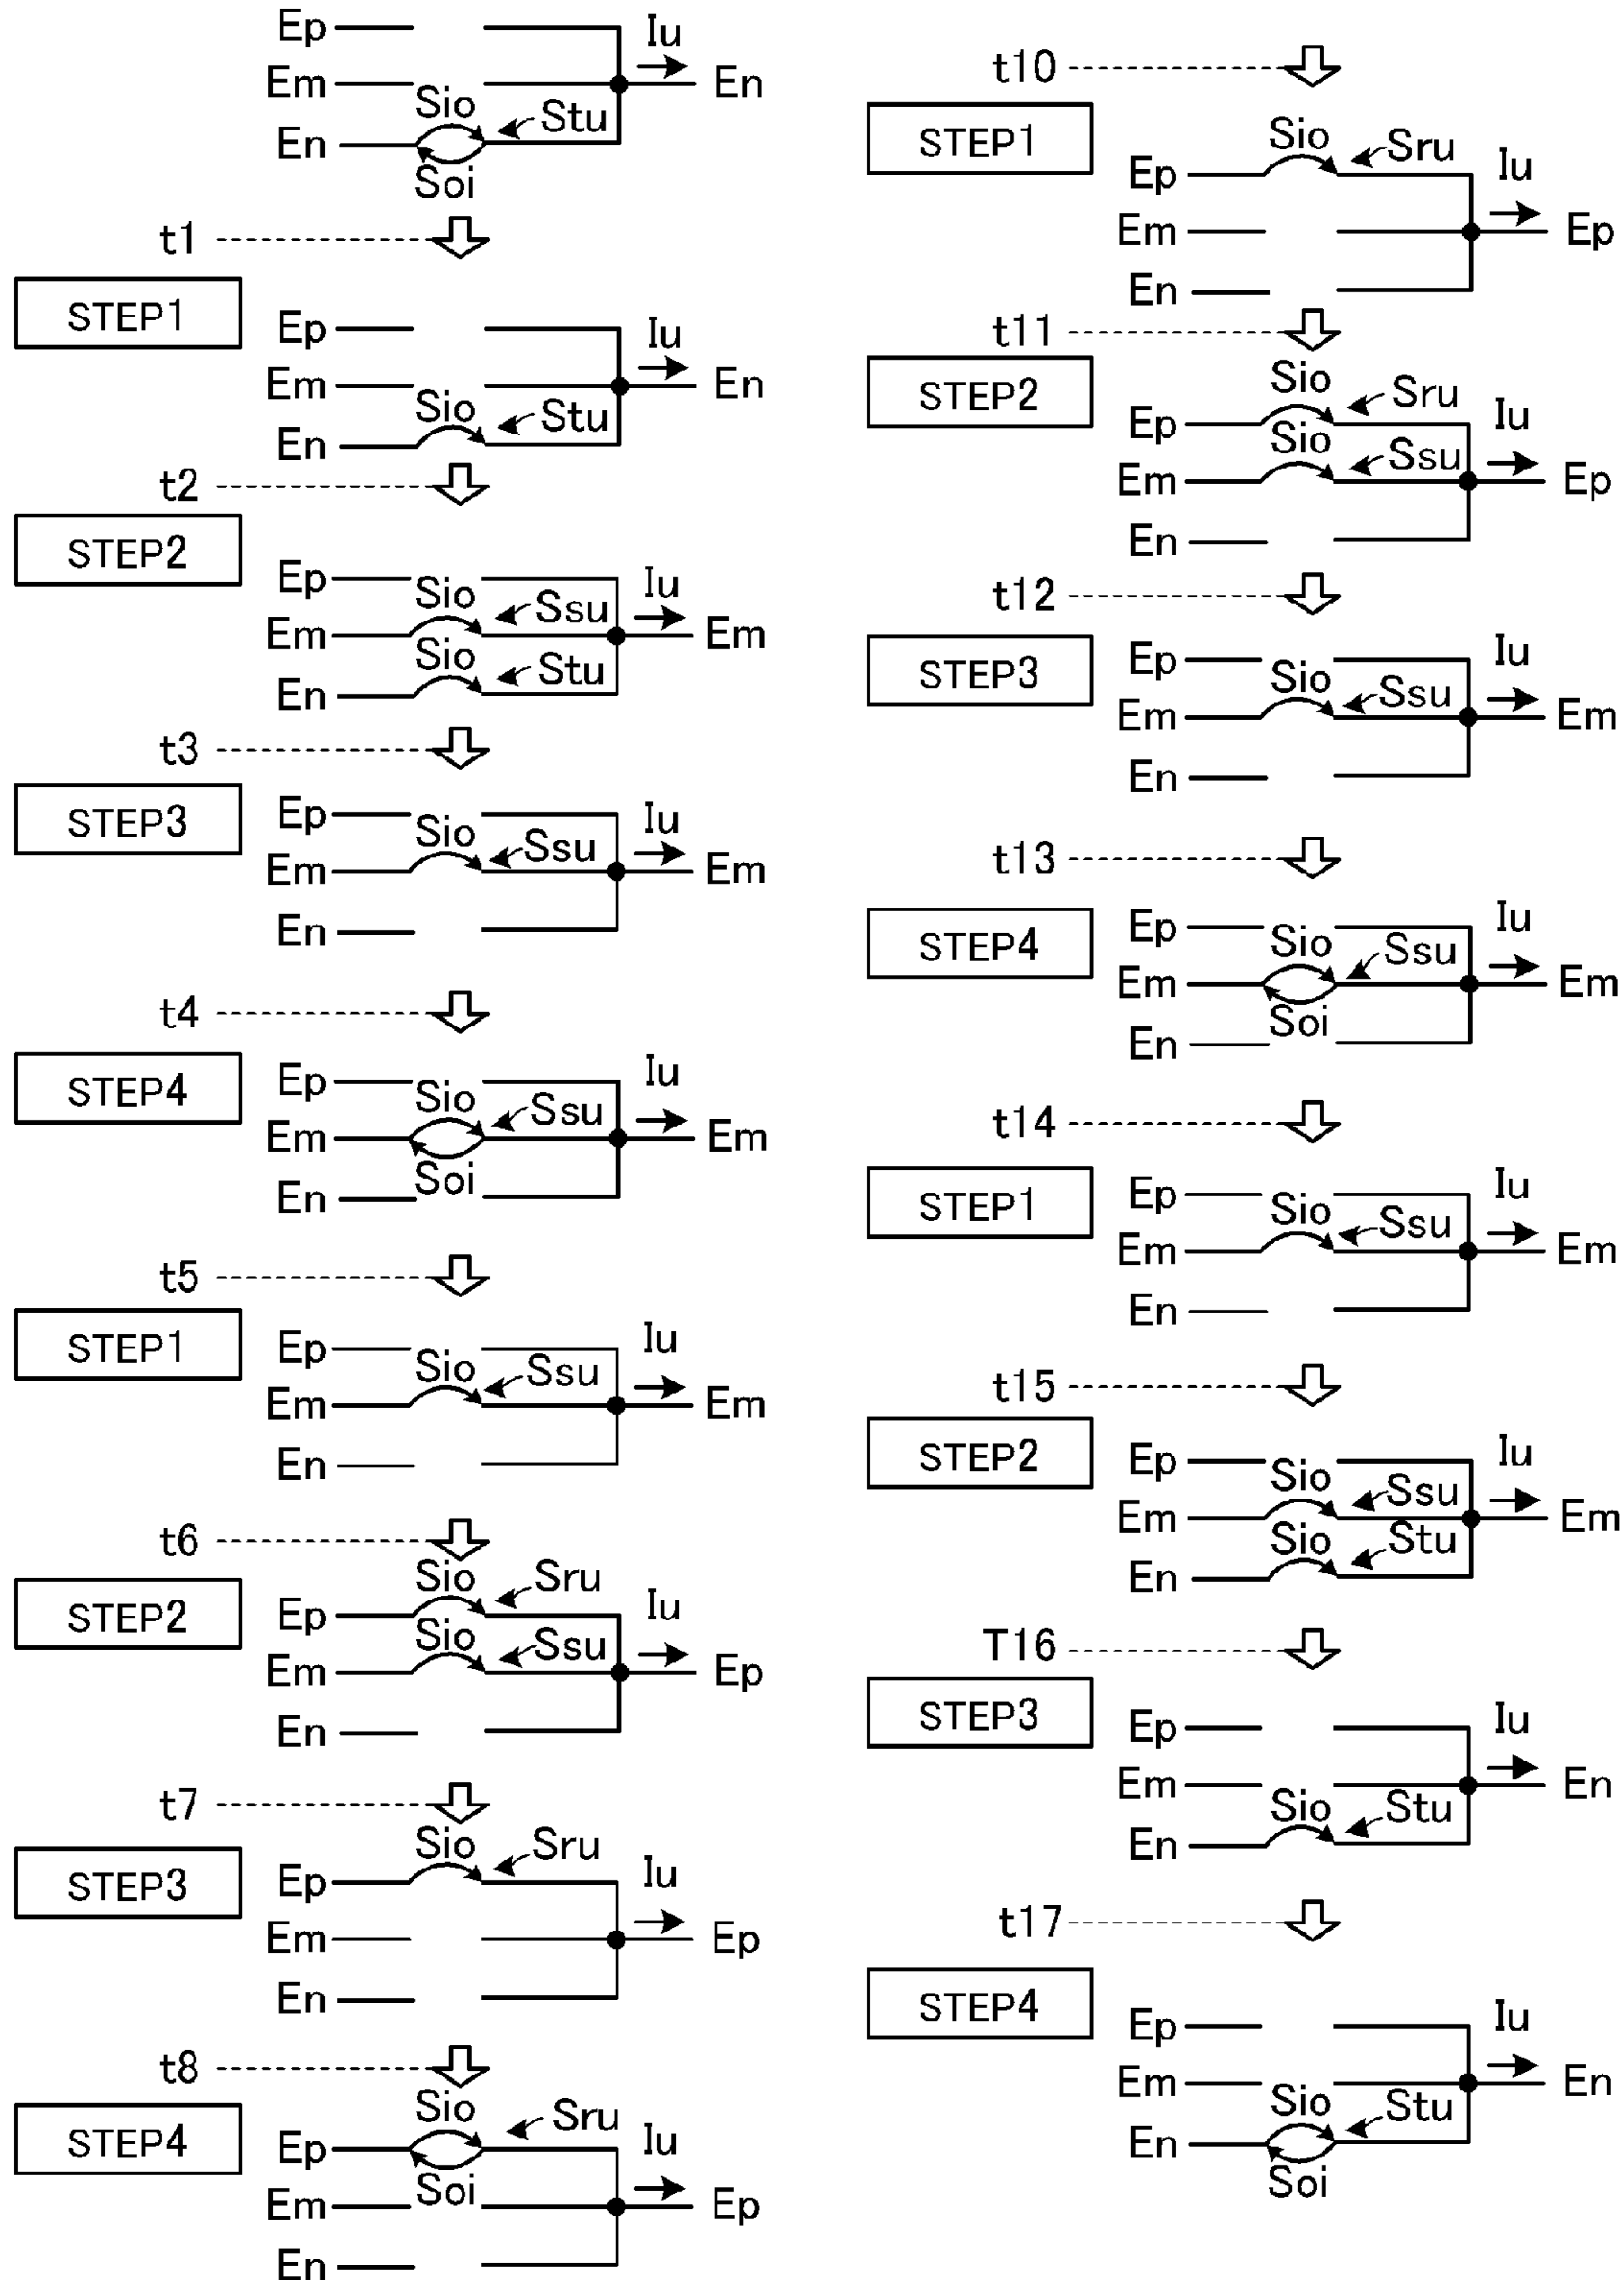 Ep Iu
Em En
Sio Stu
En
Soi
t1
STEP1
Ep Iu
Em En
Sio Stu
En
t2
STEP2
Ep Sio Iu
Ssu
Em Em
Sio Stu
En
t3
STEP3
Ep Iu
Sio Ssu
Em Em
En
t4
STEP4
Ep Iu
Sio Ssu
Em Em
Soi
En
t5
STEP1
Ep Iu
Sio Ssu
Em Em
En
t6
STEP2
Sio Sru
Ep Iu
Sio Ssu
Em Ep
En
t7
STEP3
Sio Sru
Ep Iu
Em Ep
En
t8
STEP4
Sio Sru
Ep Iu
Soi
Em Ep
En
t10
STEP1
Sio Sru
Ep Iu
Em Ep
En
t11
STEP2
Sio Sru
Ep Iu
Sio Ssu
Em Ep
En
t12
STEP3
Ep Iu
Sio Ssu
Em Em
En
t13
STEP4
Ep Iu
Sio Ssu
Em Em
Soi
En
t14
STEP1
Ep Iu
Sio Ssu
Em Em
En
t15
STEP2
Ep Iu
Sio Ssu
Em Em
Sio Stu
En
T16
STEP3
Ep Iu
Em En
Sio Stu
En
t17
STEP4
Ep Iu
Em En
Sio Stu
En
Soi